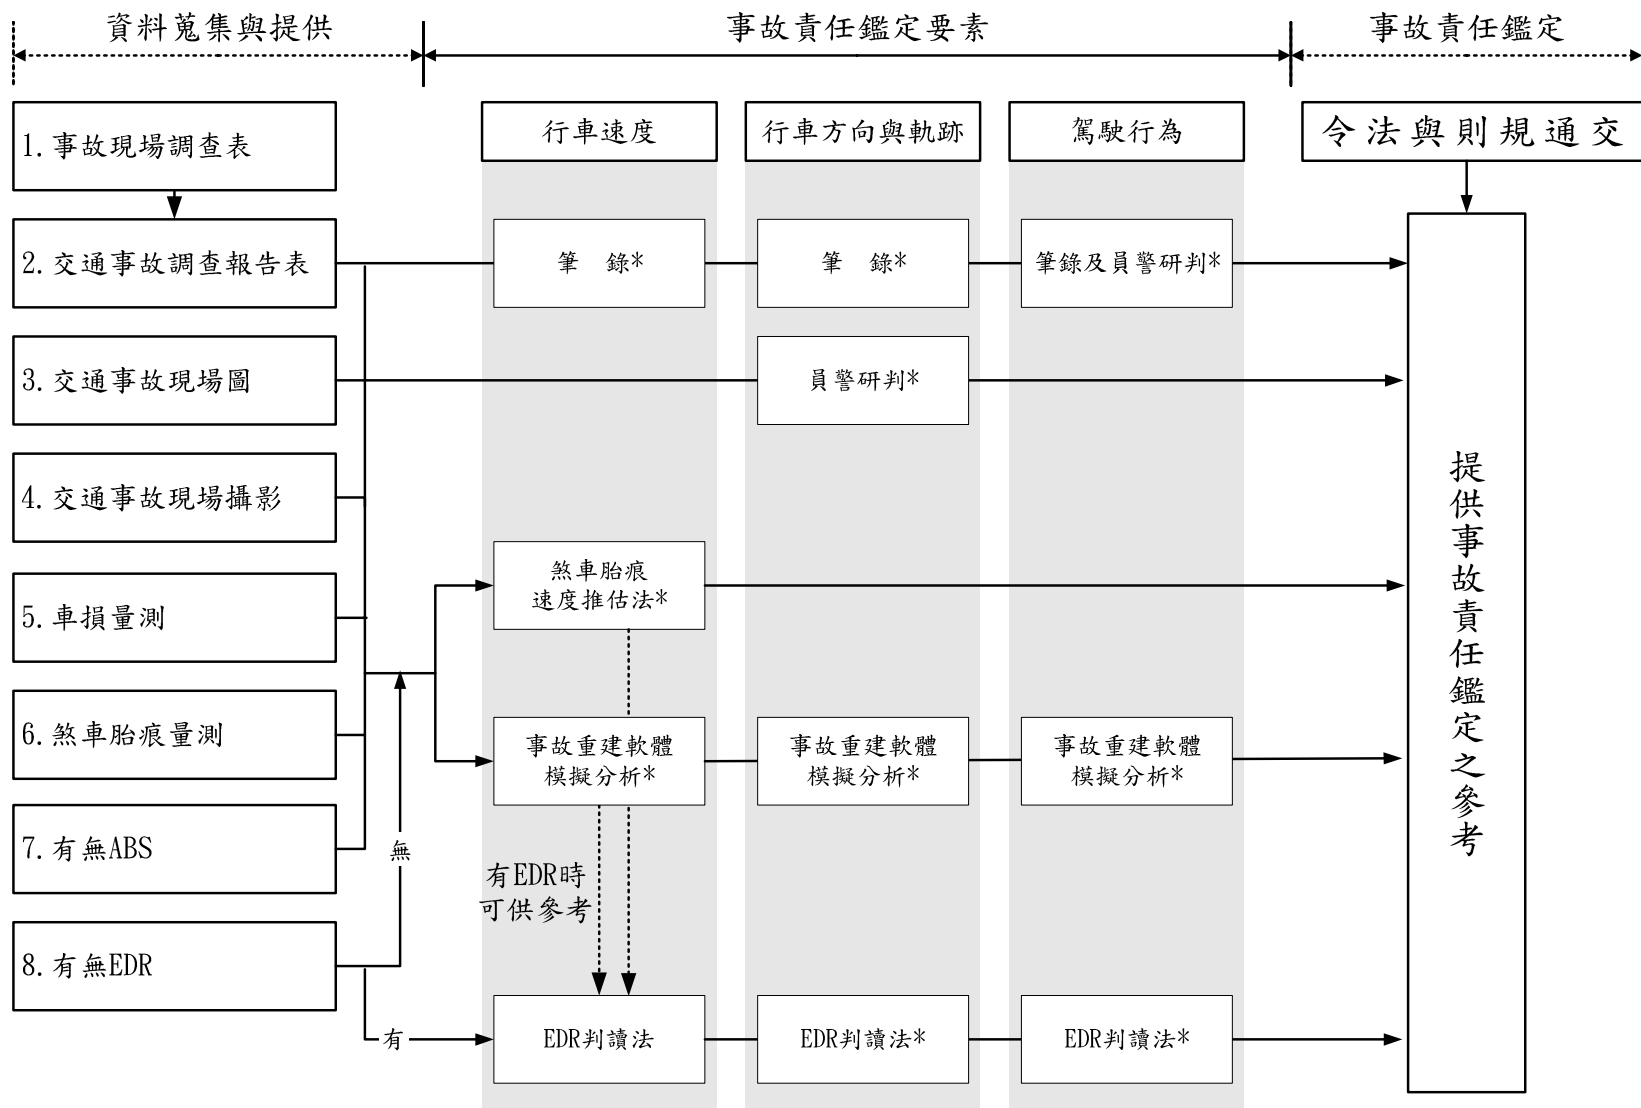 資料蒐集與提供
事故責任鑑定要素
事故責任鑑定
1.事故現場調查表
行車速度
行車方向與軌跡
駕駛行為
令法與則規通交
2.交通事故調查報告表
筆 錄*
筆 錄*
筆錄及員警研判*
3.交通事故現場圖
員警研判*
4.交通事故現場攝影
提供事故責任鑑定之參考
煞車胎痕
速度推估法*
5.車損量測
6.煞車胎痕量測
事故重建軟體
模擬分析*
事故重建軟體
模擬分析*
事故重建軟體
模擬分析*
7.有無ABS
無
有EDR時
可供參考
8.有無EDR
有
EDR判讀法
EDR判讀法*
EDR判讀法*